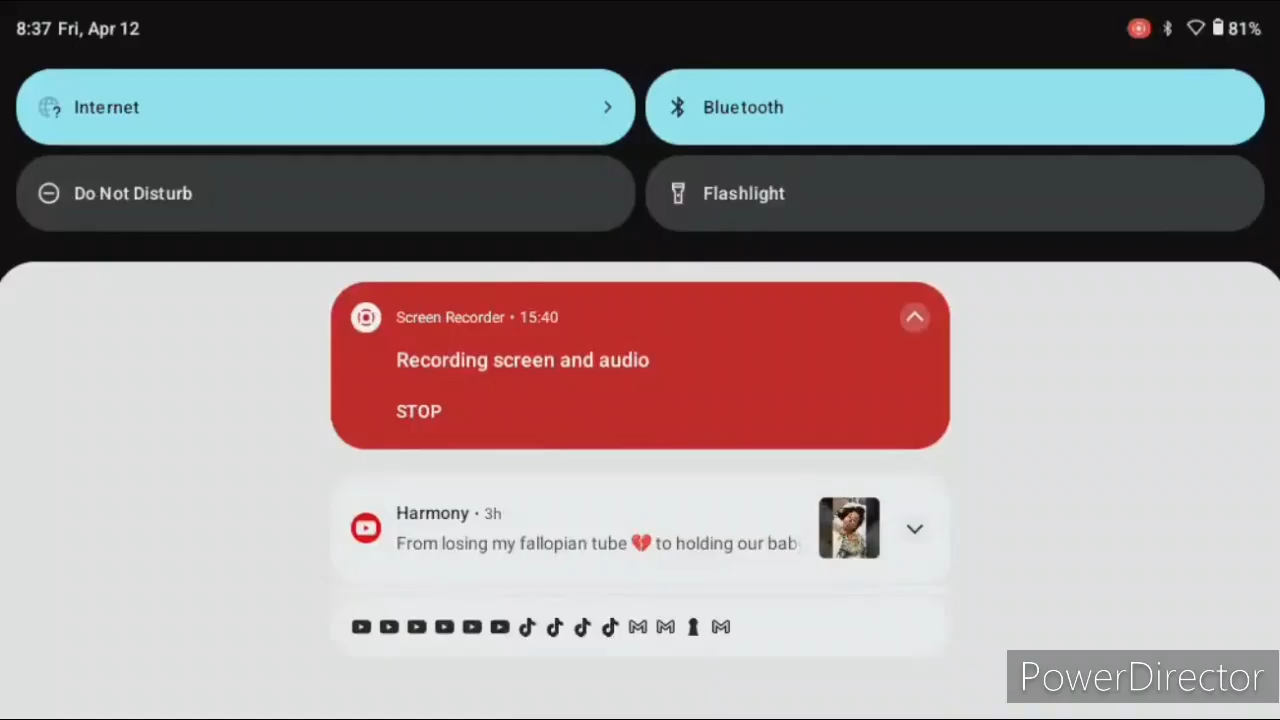 8:37 Fri, Apr 12
81%
Internet
Bluetooth
Do Not Disturb
Flashlight
Screen Recorder • 15:40
Recording screen and audio
STOP
Harmony • 3h
From losing my fallopian tube 💔 to holding our bab
PowerDirector